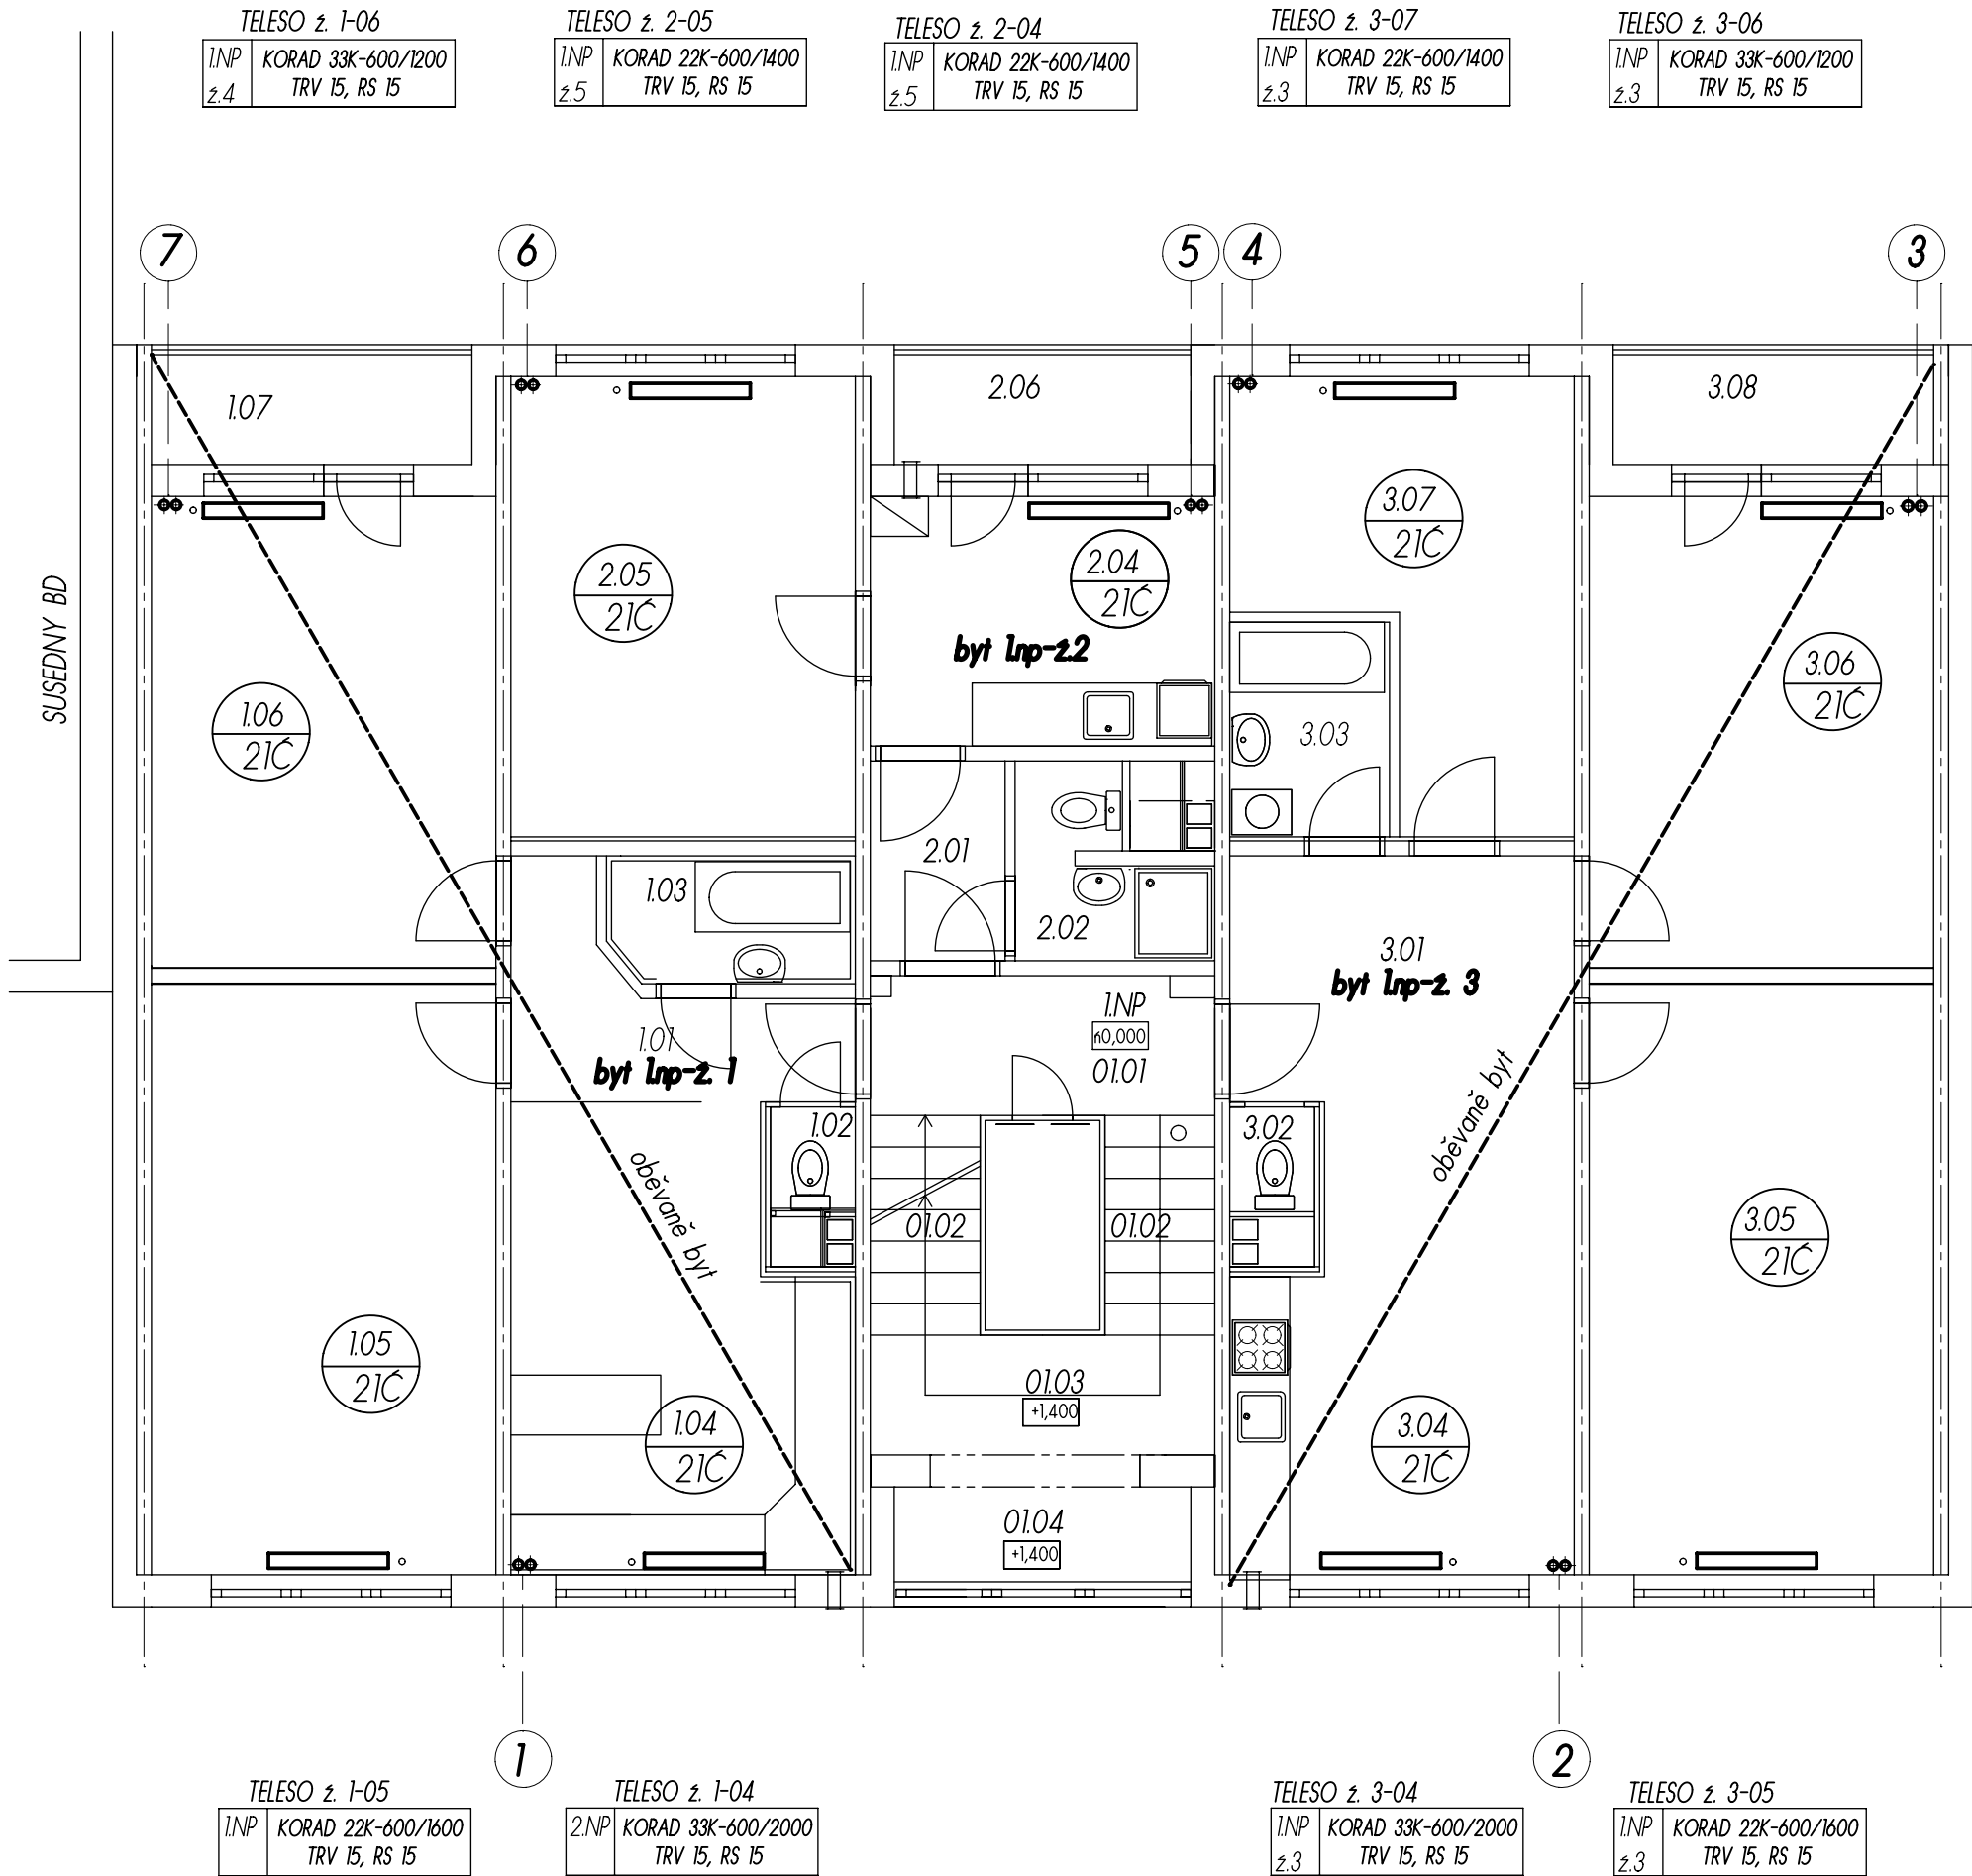 TELESO ž. 1-06
1.NP KORAD 33K-600/1200
ž.4 TRV 15, RS 15
TELESO ž. 2-05
1.NP KORAD 22K-600/1400
ž.5 TRV 15, RS 15
TELESO ž. 2-04
1.NP KORAD 22K-600/1400
ž.5 TRV 15, RS 15
TELESO ž. 3-07
1.NP KORAD 22K-600/1400
ž.3 TRV 15, RS 15
TELESO ž. 3-06
1.NP KORAD 33K-600/1200
ž.3 TRV 15, RS 15
7
6
5
4
3
1.07
2.06
3.08
SUSEDNY BD
2.05
21Č
2.04
21Č
3.07
21Č
byt 1.np-ž.2
1.06
21Č
3.03
3.06
21Č
2.01
1.03
2.02
3.01
byt 1.np-ž. 3
1.NP
ñ0,000
01.01
1.01
byt 1.np-ž. 1
1.02
3.02
oběvaně byt
oběvaně byt
01.02
01.02
3.05
21Č
1.05
21Č
01.03
+1,400
1.04
21Č
3.04
21Č
01.04
+1,400
1
2
TELESO ž. 1-05
1.NP KORAD 22K-600/1600
TRV 15, RS 15
TELESO ž. 1-04
2.NP KORAD 33K-600/2000
TRV 15, RS 15
TELESO ž. 3-04
1.NP KORAD 33K-600/2000
ž.3 TRV 15, RS 15
TELESO ž. 3-05
1.NP KORAD 22K-600/1600
ž.3 TRV 15, RS 15